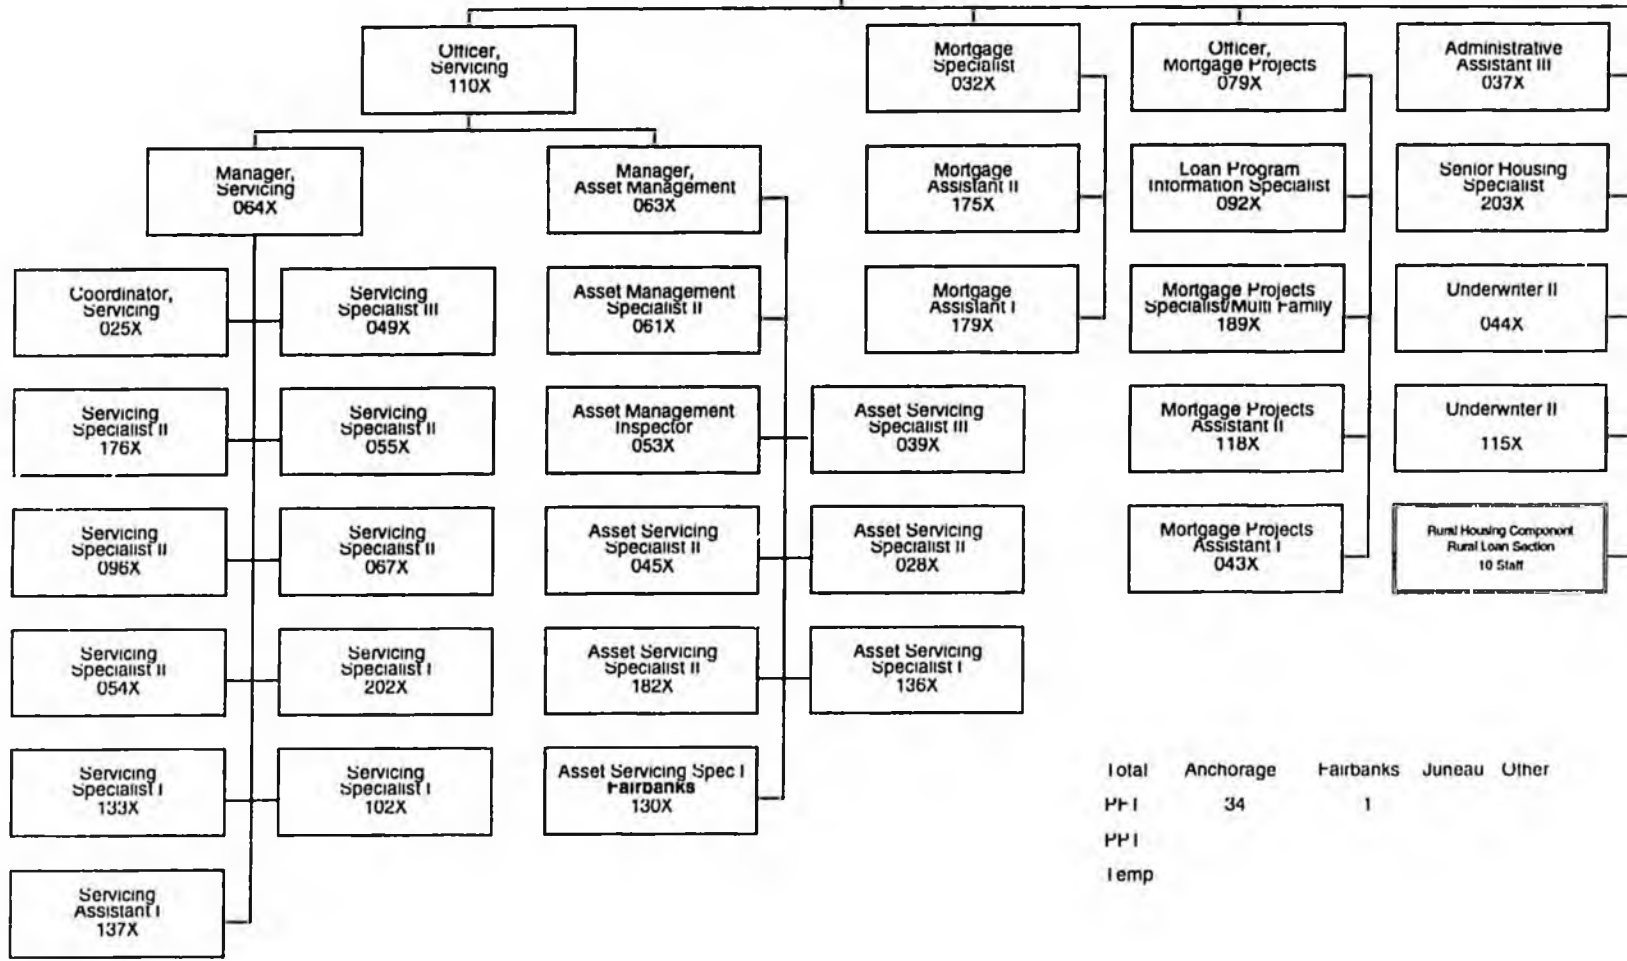 Officer,
Servicing
110X
Mortgage
Specialist
032X
Officer,
Mortgage Projects
079X
Administrative
Assistant III
037X
Manager,
Servicing
064X
Manager,
Asset Management
063X
Mortgage
Assistant II
175X
Loan Program
Information Specialist
092X
Senior Housing
Specialist
203X
Coordinator,
Servicing
025X
Servicing
Specialist III
049X
Asset Management
Specialist II
061X
Mortgage
Assistant I
179X
Mortgage Projects
Specialist/Multi Family
189X
Underwriter II
044X
Servicing
Specialist II
176X
Servicing
Specialist II
055X
Asset Management
Inspector
053X
Asset Servicing
Specialist III
039X
Mortgage Projects
Assistant II
118X
Underwriter II
115X
Servicing
Specialist II
096X
Servicing
Specialist II
067X
Asset Servicing
Specialist II
045X
Asset Servicing
Specialist II
028X
Mortgage Projects
Assistant I
043X
Rural Housing Component
Rural Loan Section
10 Staff
Servicing
Specialist II
054X
Servicing
Specialist I
202X
Asset Servicing
Specialist II
182X
Asset Servicing
Specialist I
136X
Servicing
Specialist I
133X
Servicing
Specialist I
102X
Asset Servicing Spec I
Fairbanks
130X
Servicing
Assistant I
137X
Total Anchorage Fairbanks Juneau Other
PFT 34 1
PPT
Temp